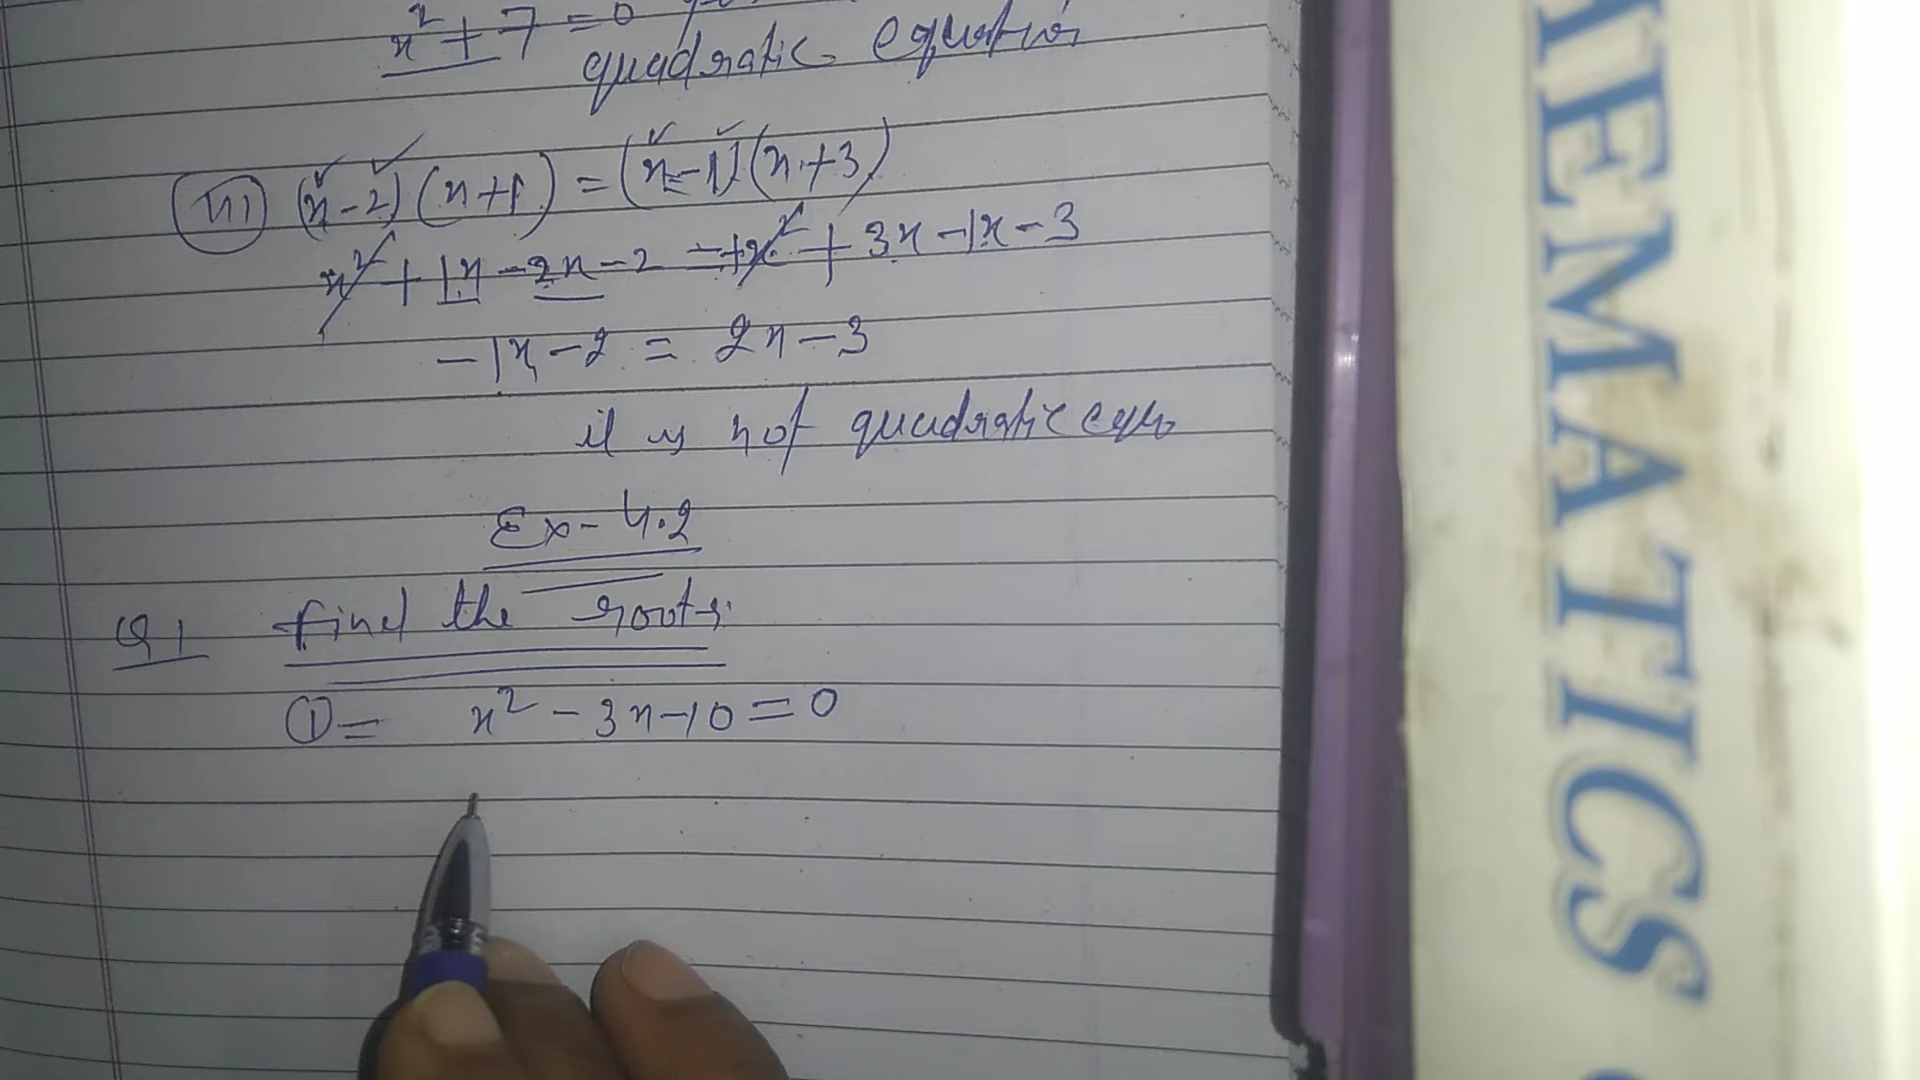 x² + 7 = 0
quadratic equation
(iii) (x-2)(x+1) = (x-1)(x+3)
x² + 1x - 2x - 2 = +x² + 3x - 1x - 3
-1x - 2 = 2x - 3
it is not quadratic eqn
Ex- 4.2
Q1 find the roots.
① = x² - 3x - 10 = 0
EMATICS